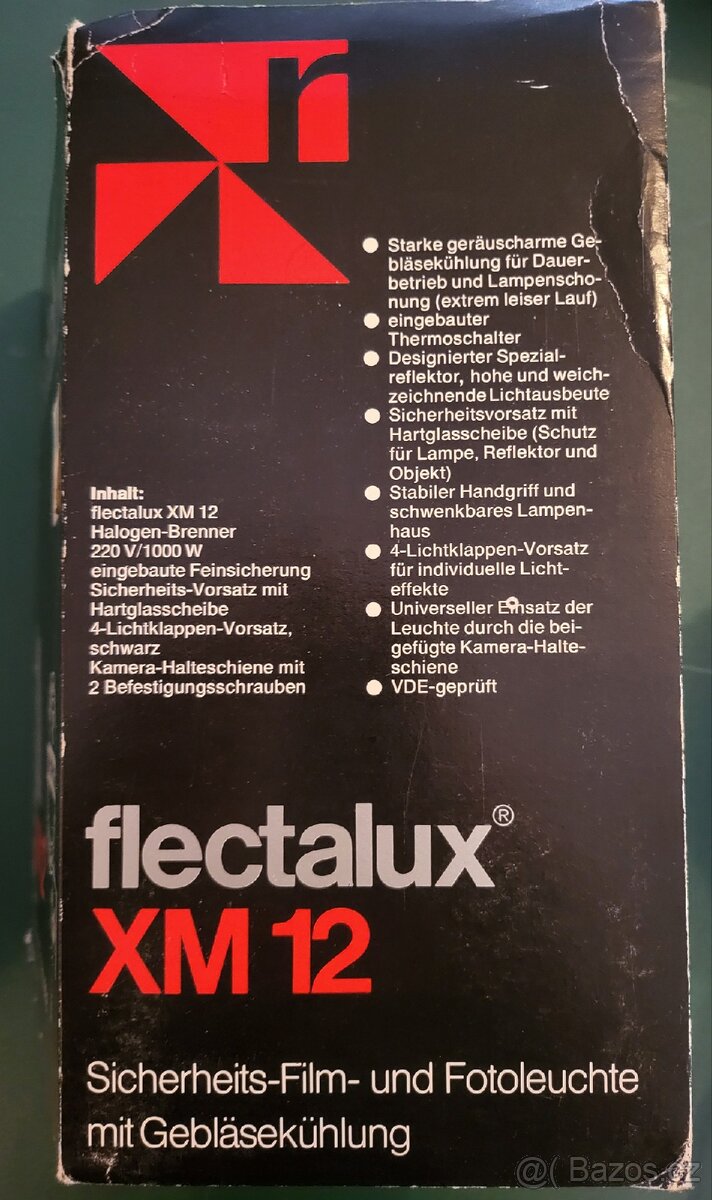 r
Starke geräuscharme Ge-
bläsekühlung für Dauer-
betrieb und Lampenscho-
nung (extrem leiser Lauf)
eingebauter
Thermoschalter
Designierter Spezial-
reflektor, hohe und weich-
zeichnende Lichtausbeute
Sicherheitsvorsatz mit
Hartglasscheibe (Schutz
für Lampe, Reflektor und
Objekt)
Stabiler Handgriff und
schwenkbares Lampen-
haus
4-Lichtklappen-Vorsatz
für individuelle Licht-
effekte
Universeller Einsatz der
Leuchte durch die bei-
gefügte Kamera-Halte-
schiene
VDE-geprüft
Inhalt:
flectalux XM 12
Halogen-Brenner
220 V/1000 W
eingebaute Feinsicherung
Sicherheits-Vorsatz mit
Hartglasscheibe
4-Lichtklappen-Vorsatz,
schwarz
Kamera-Halteschiene mit
2 Befestigungsschrauben
flectalux®
XM 12
Sicherheits-Film- und Fotoleuchte
mit Gebläsekühlung
@( Bazos.cz